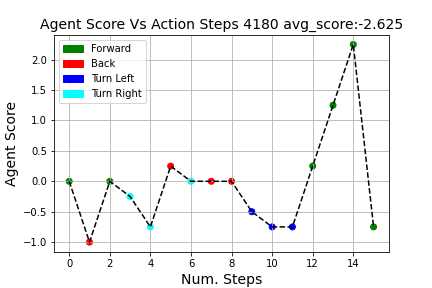 Agent Score Vs Action Steps 4180 avg_score:-2.625
Agent Score
2.0
1.5
1.0
0.5
0.0
−0.5
−1.0
Forward
Back
Turn Left
Turn Right
0 2 4 6 8 10 12 14
Num. Steps